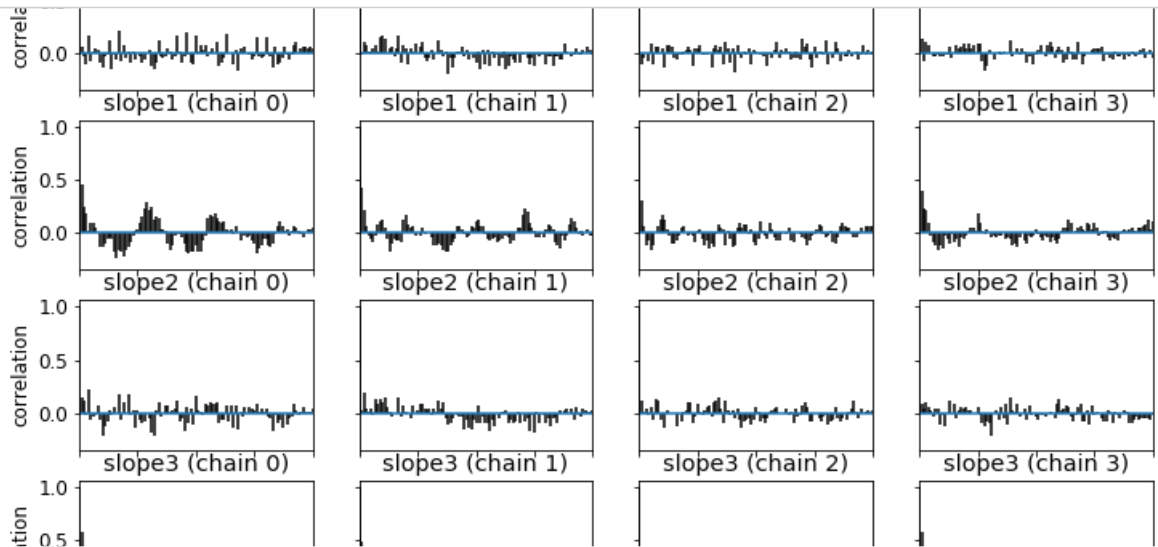 correla
0.0
slope1 (chain 0) slope1 (chain 1) slope1 (chain 2) slope1 (chain 3)
1.0
correlation
0.5
0.0
slope2 (chain 0) slope2 (chain 1) slope2 (chain 2) slope2 (chain 3)
1.0
correlation
0.5
0.0
slope3 (chain 0) slope3 (chain 1) slope3 (chain 2) slope3 (chain 3)
1.0
tion
0.5